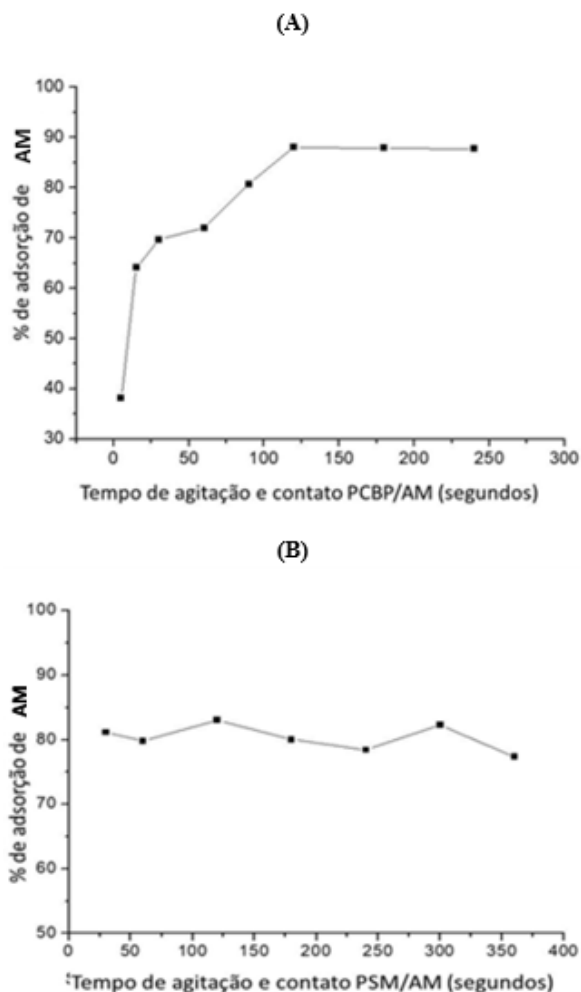 (A)
% de adsorção de AM
100
90
80
70
60
50
40
30
0 50 100 150 200 250 300
Tempo de agitação e contato PCBP/AM (segundos)
(B)
% de adsorção de AM
100
90
80
70
60
50
0 50 100 150 200 250 300 350 400
Tempo de agitação e contato PSM/AM (segundos)